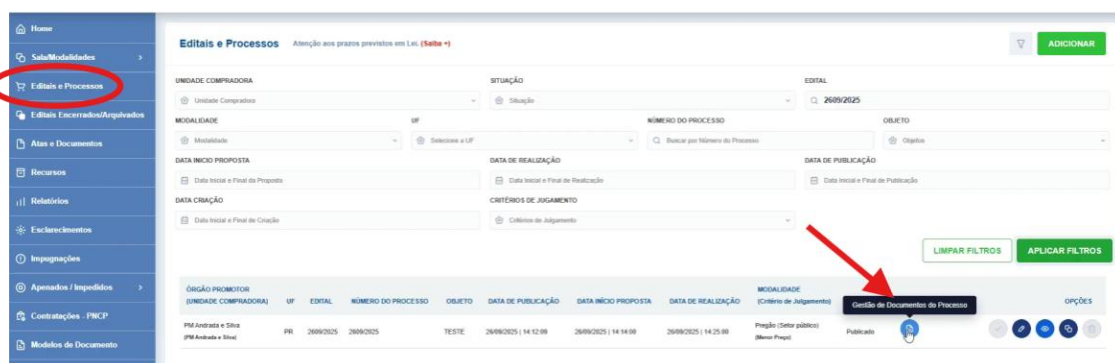 Home
Sala/Modalidades
Editais e Processos
Editais Encerrados/Arquivados
Atas e Documentos
Recursos
Relatórios
Esclarecimentos
Impugnações
Apenados / Impedidos
Contratações - PNCP
Modelos de Documento
Editais e Processos Atenção aos prazos previstos em Lei. (Saiba +)
ADICIONAR
UNIDADE COMPRADORA SITUAÇÃO EDITAL
Unidade Compradora Situação 2609/2025
MODALIDADE UF NÚMERO DO PROCESSO OBJETO
Modalidade Selecione a UF Buscar por Número do Processo Objetos
DATA INICIO PROPOSTA DATA DE REALIZAÇÃO DATA DE PUBLICAÇÃO
Data Inicial e Final da Proposta Data Inicial e Final de Realização Data Inicial e Final de Publicação
DATA CRIAÇÃO CRITÉRIOS DE JUGAMENTO
Data Inicial e Final de Criação Critérios de Julgamento
LIMPAR FILTROS APLICAR FILTROS
ÓRGÃO PROMOTOR MODALIDADE
(UNIDADE COMPRADORA) UF EDITAL NÚMERO DO PROCESSO OBJETO DATA DE PUBLICAÇÃO DATA INÍCIO PROPOSTA DATA DE REALIZAÇÃO (Critério de Julgamento) OPÇÕES
Gestão de Documentos do Processo
PM Andrada e Silva Pregão (Setor público)
PR 2609/2025 2609/2025 TESTE 26/09/2025 | 14:12:09 26/09/2025 | 14:14:00 26/09/2025 | 14:25:00 Publicado
(PM Andrada e Silva) (Menor Preço)